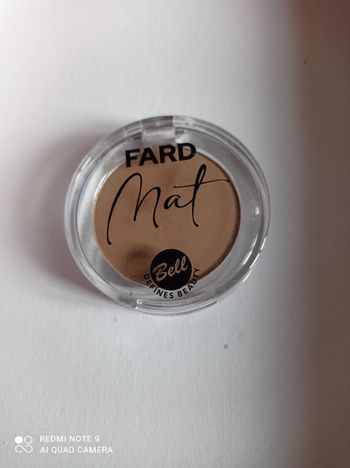 FARD
Mat
Bell
DEFINES BEAUTY
REDMI NOTE 9
AI QUAD CAMERA